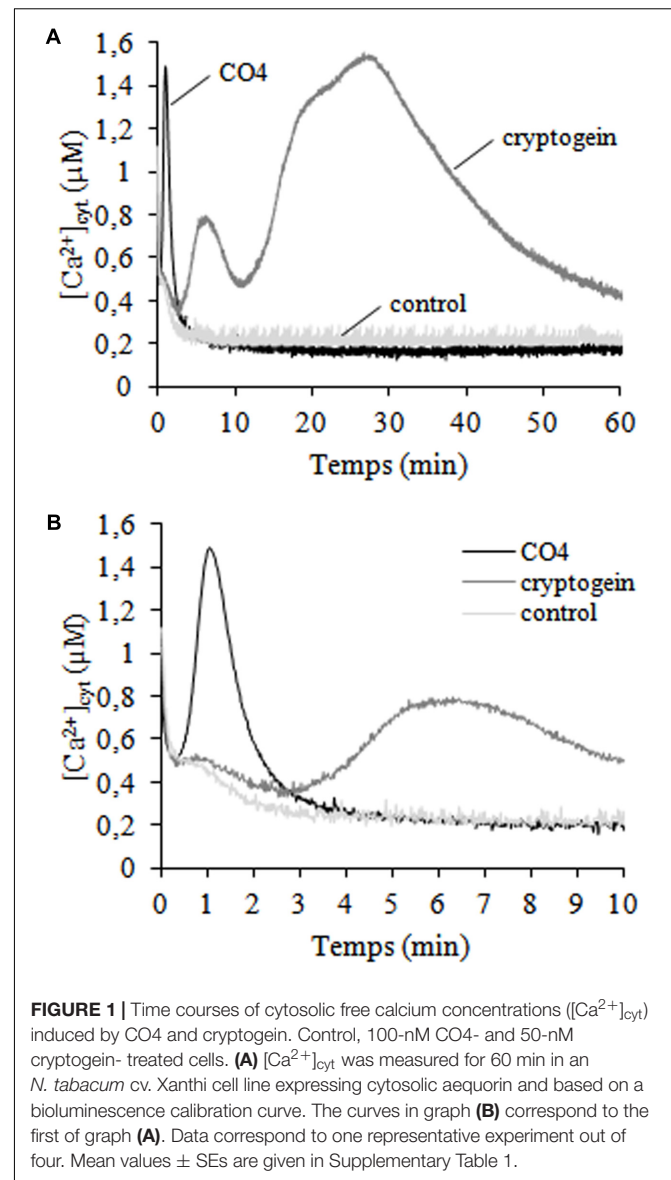 A
1,6
1,4
1,2
1
0,8
0,6
0,4
0,2
0
[Ca²⁺]cyt (µM)
CO4
cryptogein
control
0 10 20 30 40 50 60
Temps (min)
B
1,6
1,4
1,2
1
0,8
0,6
0,4
0,2
0
[Ca²⁺]cyt (µM)
CO4
cryptogein
control
0 1 2 3 4 5 6 7 8 9 10
Temps (min)
FIGURE 1 | Time courses of cytosolic free calcium concentrations ([Ca²⁺]cyt)
induced by CO4 and cryptogein. Control, 100-nM CO4- and 50-nM
cryptogein- treated cells. (A) [Ca²⁺]cyt was measured for 60 min in an
N. tabacum cv. Xanthi cell line expressing cytosolic aequorin and based on a
bioluminescence calibration curve. The curves in graph (B) correspond to the
first of graph (A). Data correspond to one representative experiment out of
four. Mean values ± SEs are given in Supplementary Table 1.